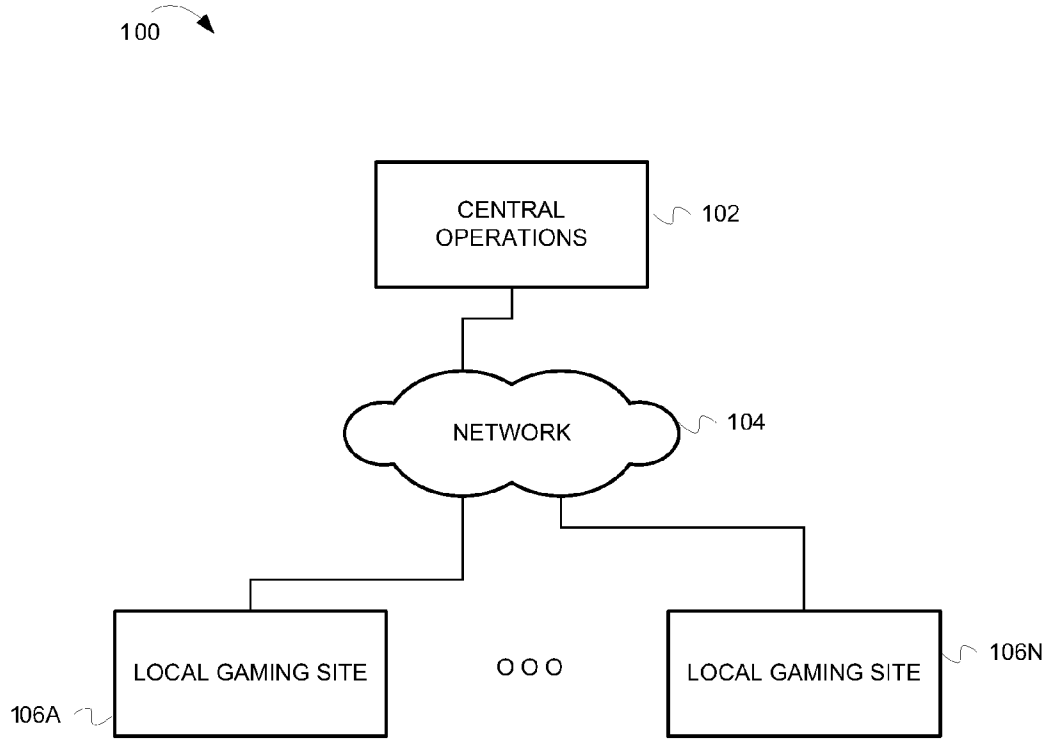 100
CENTRAL
OPERATIONS
102
NETWORK
104
LOCAL GAMING SITE
O O O
LOCAL GAMING SITE
106N
106A